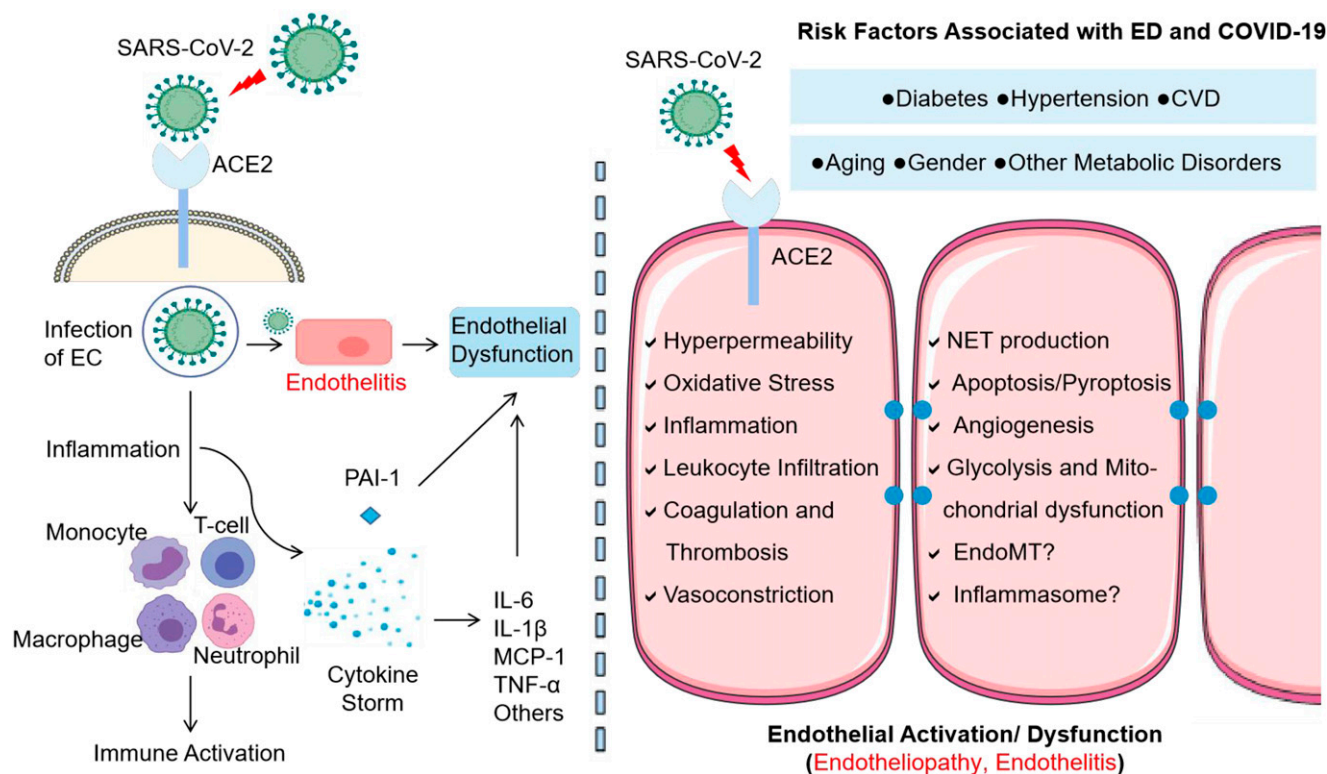 SARS-CoV-2
ACE2
Infection
of EC
Endothelitis
Endothelial
Dysfunction
Inflammation
PAI-1
Monocyte
T-cell
Macrophage
Neutrophil
Cytokine
Storm
IL-6
IL-1β
MCP-1
TNF-α
Others
Immune Activation
Risk Factors Associated with ED and COVID-19
SARS-CoV-2
●Diabetes ●Hypertension ●CVD
●Aging ●Gender ●Other Metabolic Disorders
ACE2
✓ Hyperpermeability
✓ Oxidative Stress
✓ Inflammation
✓ Leukocyte Infiltration
✓ Coagulation and
Thrombosis
✓ Vasoconstriction
✓ NET production
✓ Apoptosis/Pyroptosis
✓ Angiogenesis
✓ Glycolysis and Mito-
chondrial dysfunction
✓ EndoMT?
✓ Inflammasome?
Endothelial Activation/ Dysfunction
(Endotheliopathy, Endothelitis)